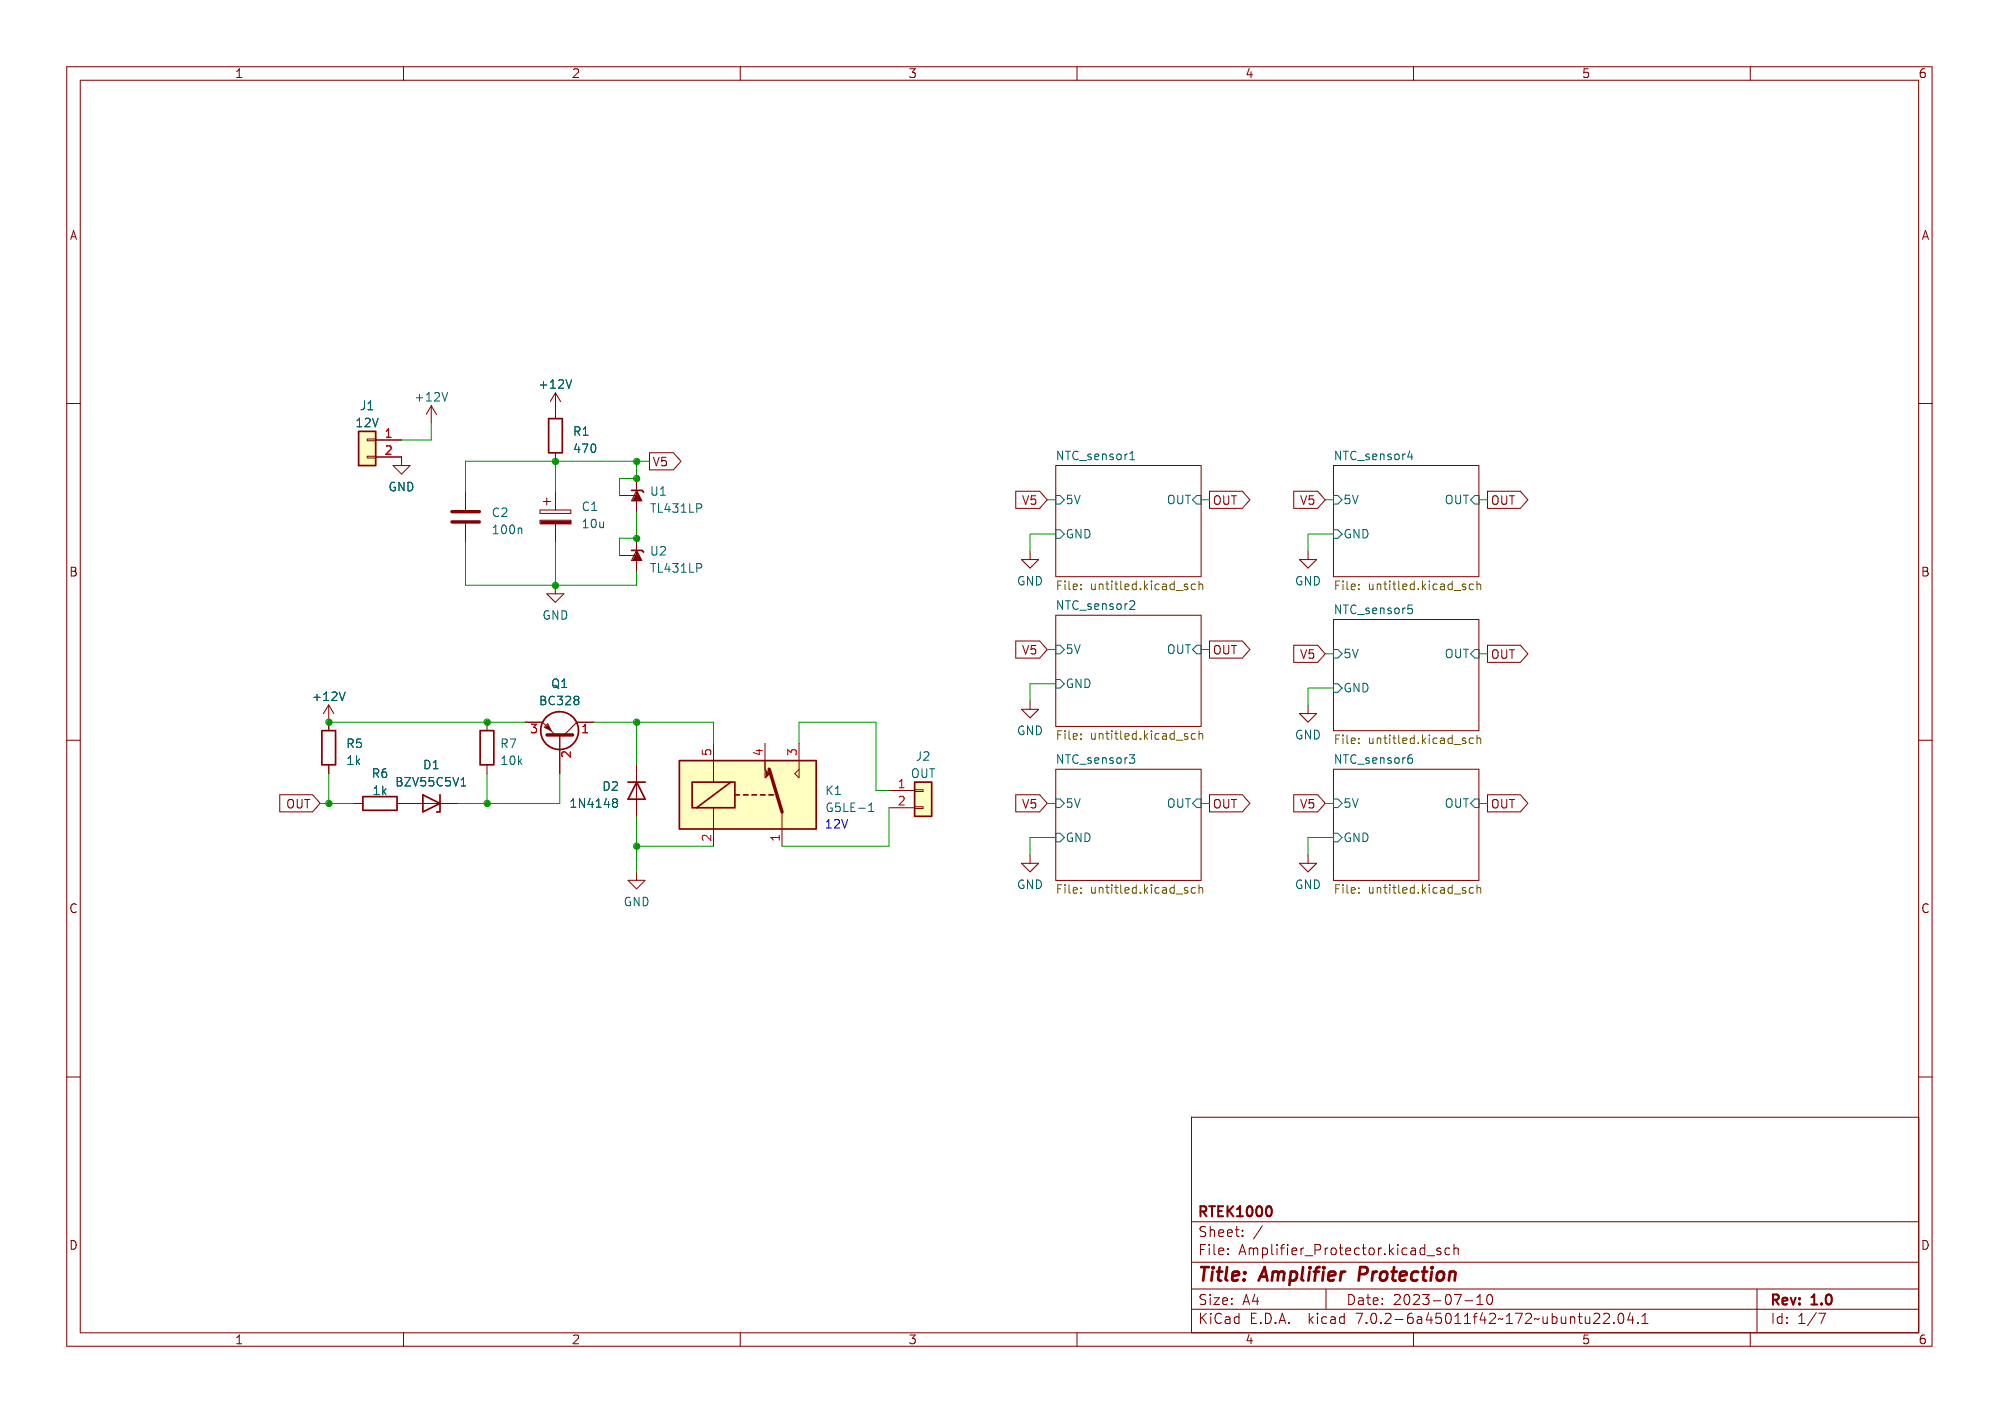 1 2 3 4 5 6
A A
+12V
J1
12V
+12V
1
2
GND
R1
470
V5
U1
TL431LP
C2
100n
+
C1
10u
U2
TL431LP
GND
B B
NTC_sensor1
V5
5V
OUT
OUT
GND
GND
File: untitled.kicad_sch
NTC_sensor4
V5
5V
OUT
OUT
GND
GND
File: untitled.kicad_sch
NTC_sensor2
V5
5V
OUT
OUT
GND
GND
File: untitled.kicad_sch
NTC_sensor5
V5
5V
OUT
OUT
GND
GND
File: untitled.kicad_sch
NTC_sensor3
V5
5V
OUT
OUT
GND
GND
File: untitled.kicad_sch
NTC_sensor6
V5
5V
OUT
OUT
GND
GND
File: untitled.kicad_sch
+12V
R5
1k
OUT
R6
1k
D1
BZV55C5V1
R7
10k
Q1
BC328
3
1
2
D2
1N4148
GND
5
4
3
2
1
K1
G5LE-1
12V
J2
OUT
1
2
C C
D D
RTEK1000
Sheet: /
File: Amplifier_Protector.kicad_sch
Title: Amplifier Protection
Size: A4 Date: 2023-07-10 Rev: 1.0
KiCad E.D.A. kicad 7.0.2-6a45011f42~172~ubuntu22.04.1 Id: 1/7
1 2 3 4 5 6